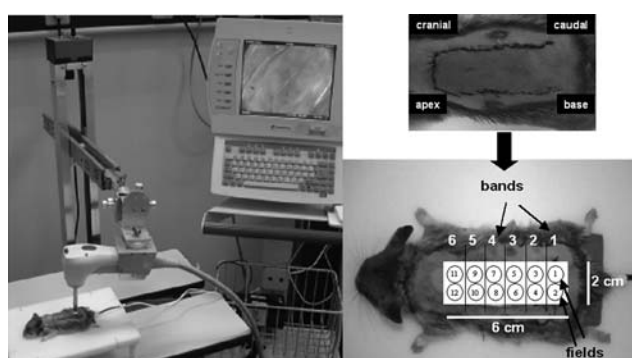 cranial caudal
apex base
bands
6 5 4 3 2 1
11 9 7 5 3 1
12 10 8 6 4 2
2 cm
6 cm
fields